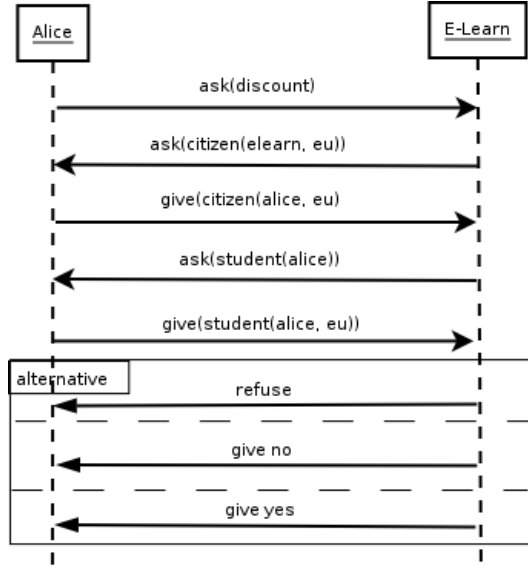 Alice
E-Learn
ask(discount)
ask(citizen(elearn, eu))
give(citizen(alice, eu)
ask(student(alice))
give(student(alice, eu))
alternative
refuse
give no
give yes